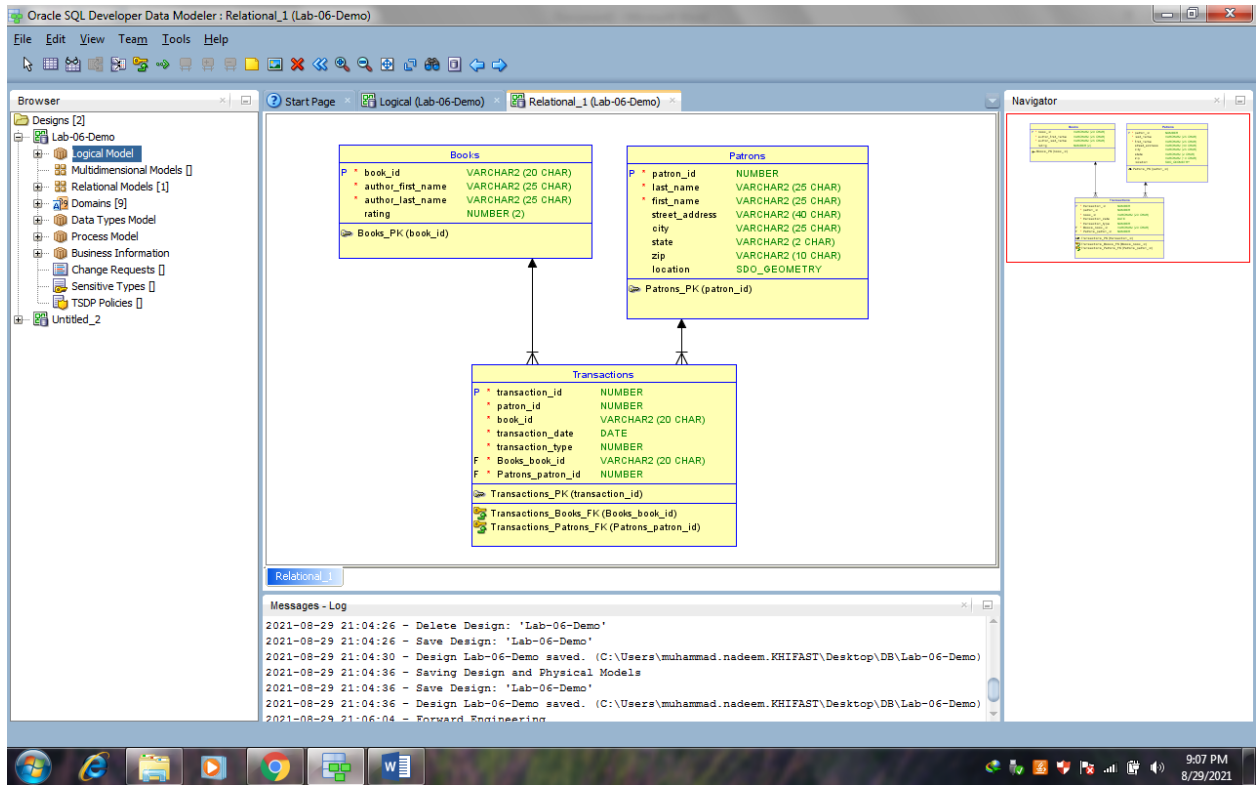 Oracle SQL Developer Data Modeler : Relational_1 (Lab-06-Demo)
File Edit View Team Tools Help
Browser
Designs [2]
Lab-06-Demo
Logical Model
Multidimensional Models []
Relational Models [1]
Domains [9]
Data Types Model
Process Model
Business Information
Change Requests []
Sensitive Types []
TSDP Policies []
Untitled_2
Start Page
Logical (Lab-06-Demo)
Relational_1 (Lab-06-Demo)
Books
P * book_id VARCHAR2 (20 CHAR)
* author_first_name VARCHAR2 (25 CHAR)
* author_last_name VARCHAR2 (25 CHAR)
rating NUMBER (2)
Books_PK (book_id)
Patrons
P * patron_id NUMBER
* last_name VARCHAR2 (25 CHAR)
* first_name VARCHAR2 (25 CHAR)
street_address VARCHAR2 (40 CHAR)
city VARCHAR2 (25 CHAR)
state VARCHAR2 (2 CHAR)
zip VARCHAR2 (10 CHAR)
location SDO_GEOMETRY
Patrons_PK (patron_id)
Transactions
P * transaction_id NUMBER
* patron_id NUMBER
* book_id VARCHAR2 (20 CHAR)
* transaction_date DATE
* transaction_type NUMBER
F * Books_book_id VARCHAR2 (20 CHAR)
F * Patrons_patron_id NUMBER
Transactions_PK (transaction_id)
Transactions_Books_FK (Books_book_id)
Transactions_Patrons_FK (Patrons_patron_id)
Relational_1
Navigator
Messages - Log
2021-08-29 21:04:26 - Delete Design: 'Lab-06-Demo'
2021-08-29 21:04:26 - Save Design: 'Lab-06-Demo'
2021-08-29 21:04:30 - Design Lab-06-Demo saved. (C:\Users\muhammad.nadeem.KHIFAST\Desktop\DB\Lab-06-Demo)
2021-08-29 21:04:36 - Saving Design and Physical Models
2021-08-29 21:04:36 - Save Design: 'Lab-06-Demo'
2021-08-29 21:04:36 - Design Lab-06-Demo saved. (C:\Users\muhammad.nadeem.KHIFAST\Desktop\DB\Lab-06-Demo)
2021-08-29 21:06:04 - Forward Engineering
9:07 PM
8/29/2021